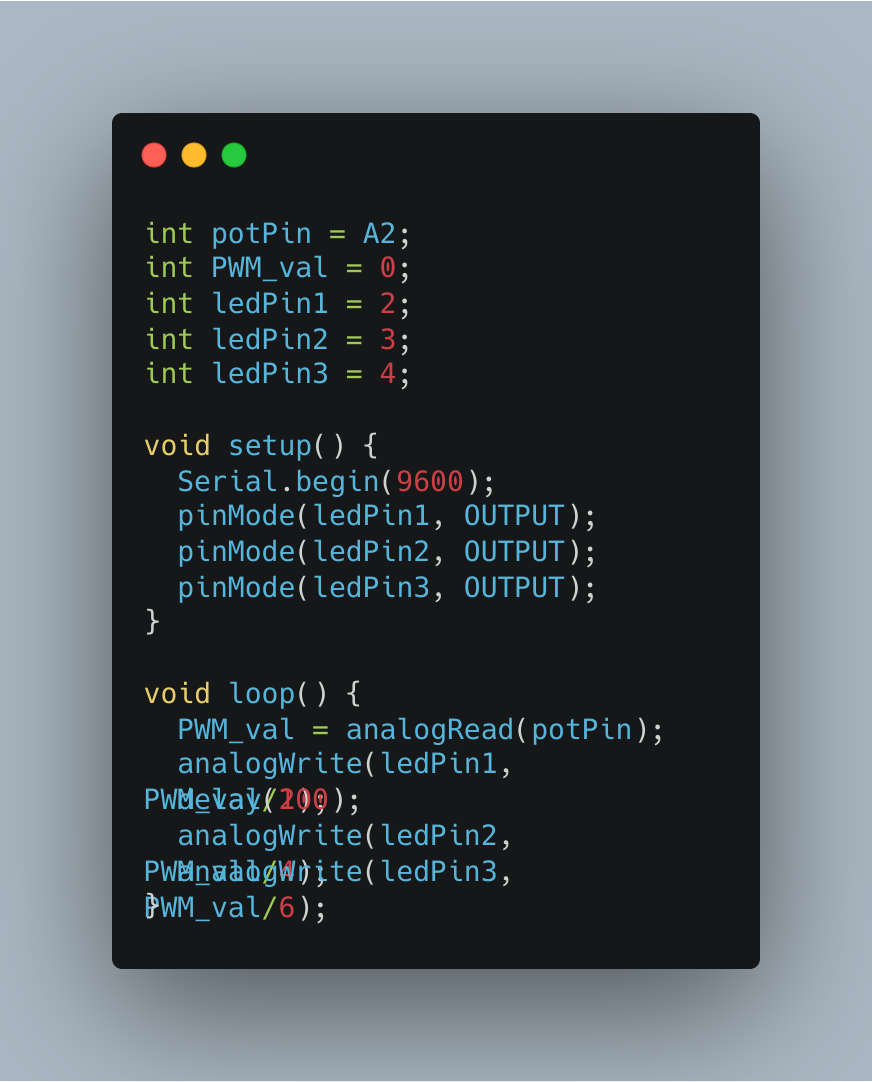 int potPin = A2;
int PWM_val = 0;
int ledPin1 = 2;
int ledPin2 = 3;
int ledPin3 = 4;
void setup() {
Serial.begin(9600);
pinMode(ledPin1, OUTPUT);
pinMode(ledPin2, OUTPUT);
pinMode(ledPin3, OUTPUT);
}
void loop() {
PWM_val = analogRead(potPin);
analogWrite(ledPin1,
PWM_val/2);
delay(100);
analogWrite(ledPin2,
PWM_val/4);
analogWrite(ledPin3,
PWM_val/6);
}